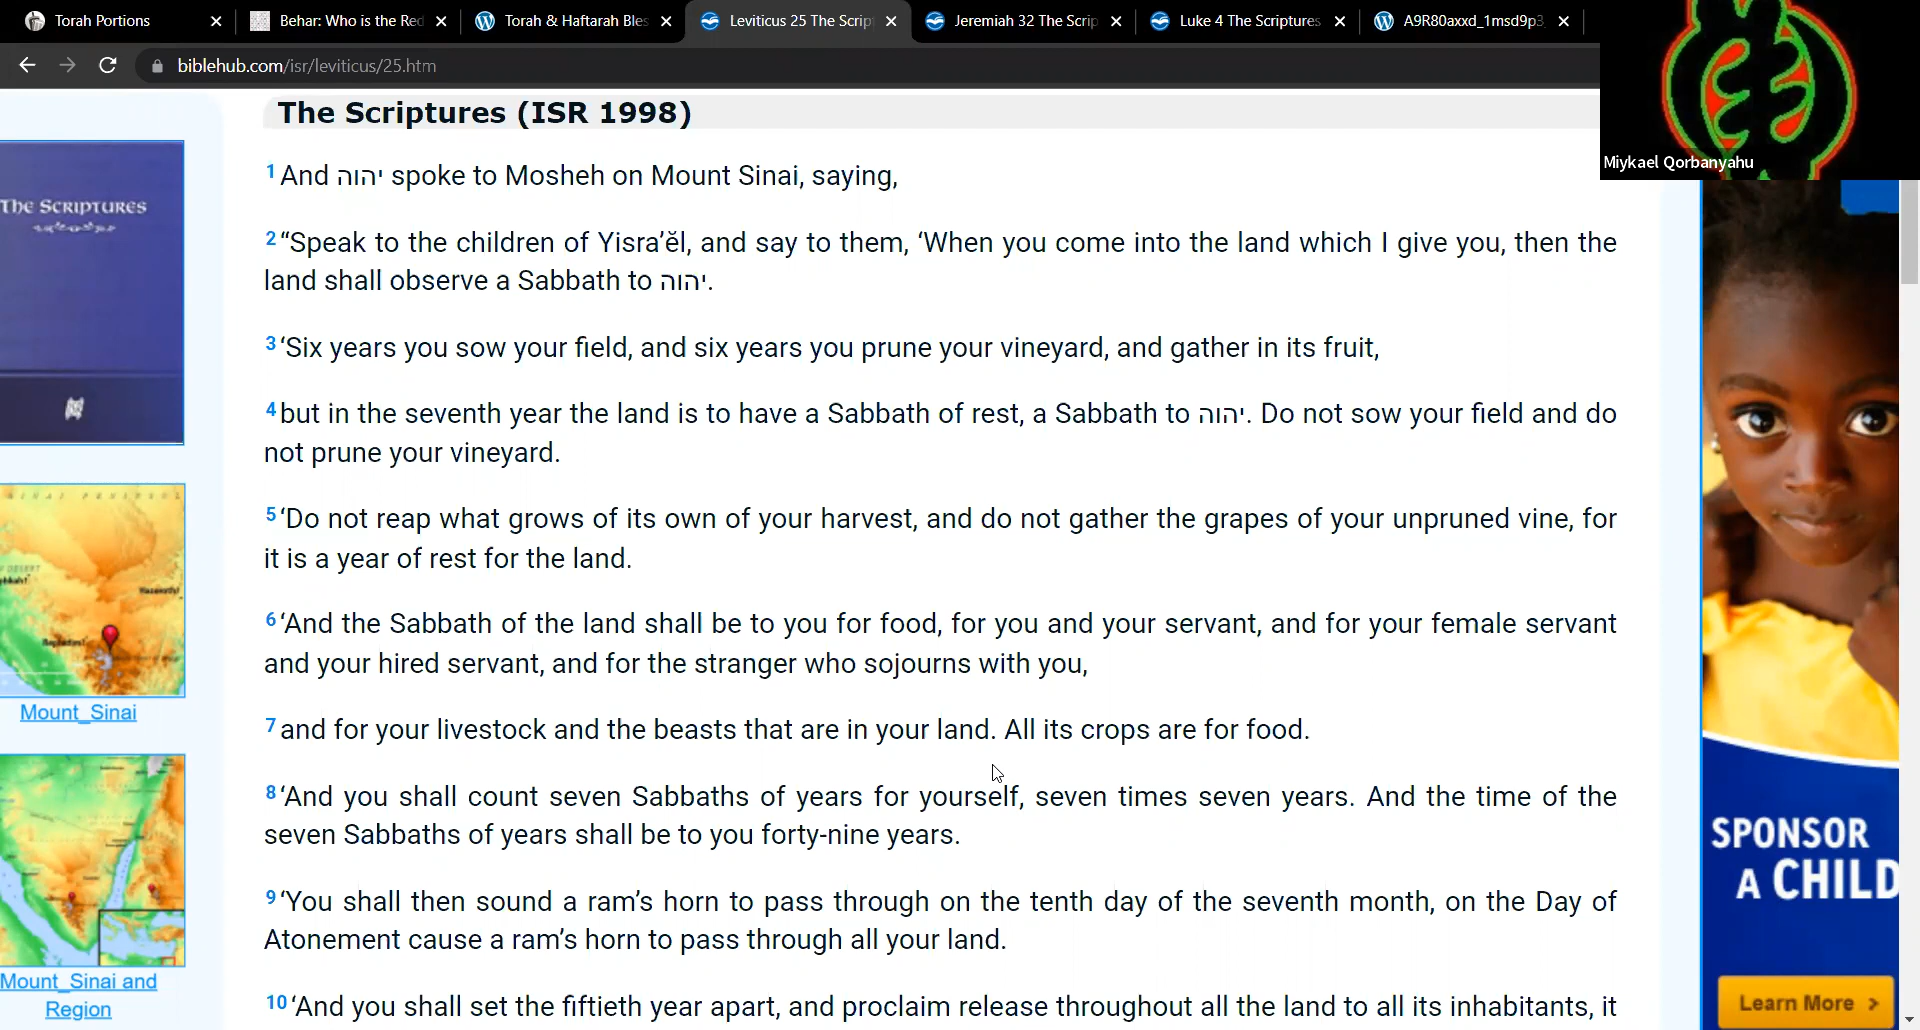 Torah Portions
Behar: Who is the Red
Torah & Haftarah Bles
Leviticus 25 The Script
Jeremiah 32 The Scrip
Luke 4 The Scriptures
A9R80axxd_1msd9p3
biblehub.com/isr/leviticus/25.htm
Miykael Qorbanyahu
The Scriptures (ISR 1998)
1 And יהוה spoke to Mosheh on Mount Sinai, saying,
2 “Speak to the children of Yisra’ĕl, and say to them, ‘When you come into the land which I give you, then the
land shall observe a Sabbath to יהוה.
3 ‘Six years you sow your field, and six years you prune your vineyard, and gather in its fruit,
4 but in the seventh year the land is to have a Sabbath of rest, a Sabbath to יהוה. Do not sow your field and do
not prune your vineyard.
5 ‘Do not reap what grows of its own of your harvest, and do not gather the grapes of your unpruned vine, for
it is a year of rest for the land.
6 ‘And the Sabbath of the land shall be to you for food, for you and your servant, and for your female servant
and your hired servant, and for the stranger who sojourns with you,
7 and for your livestock and the beasts that are in your land. All its crops are for food.
8 ‘And you shall count seven Sabbaths of years for yourself, seven times seven years. And the time of the
seven Sabbaths of years shall be to you forty-nine years.
9 ‘You shall then sound a ram’s horn to pass through on the tenth day of the seventh month, on the Day of
Atonement cause a ram’s horn to pass through all your land.
10 ‘And you shall set the fiftieth year apart, and proclaim release throughout all the land to all its inhabitants, it
The Scriptures
Mount_Sinai
Mount_Sinai and
Region
SPONSOR
A CHILD
Learn More >